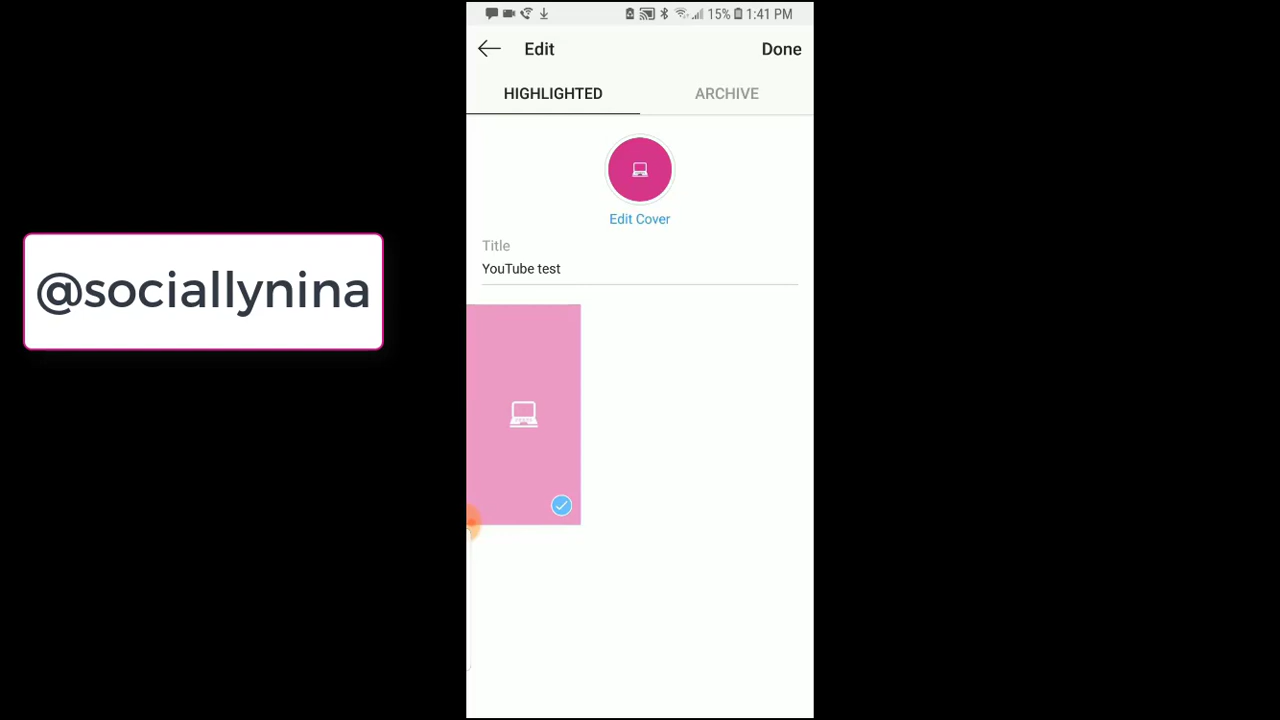 15% 1:41 PM
Edit Done
HIGHLIGHTED ARCHIVE
Edit Cover
Title
YouTube test
@sociallynina